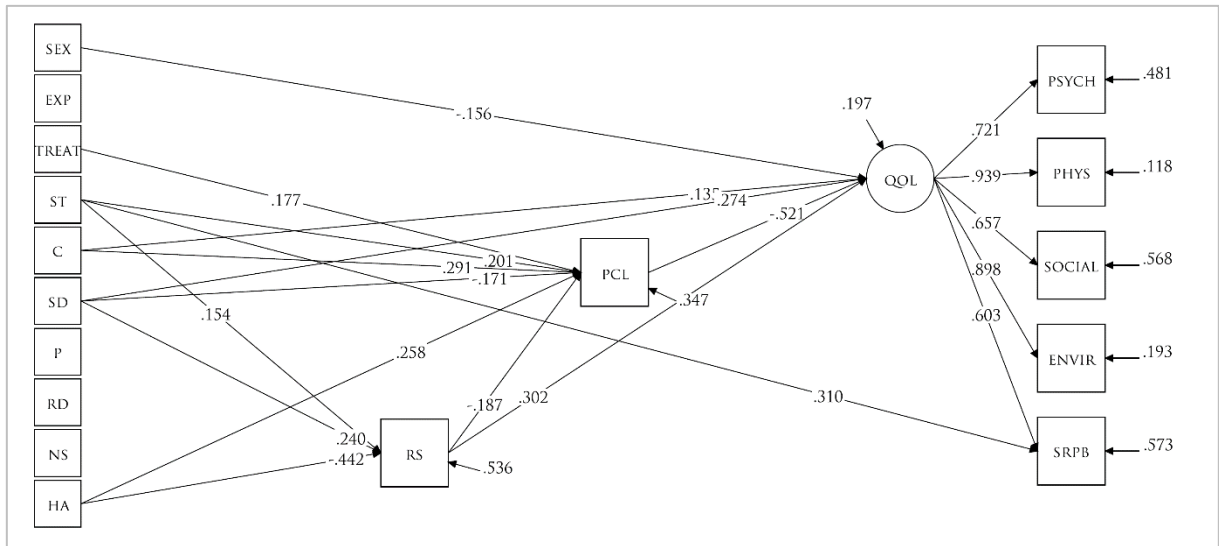 SEX
EXP
TREAT
ST
C
SD
P
RD
NS
HA
-.156
.177
.135
.274
.201
.291
-.171
.154
.258
.240
-.442
PCL
-.521
.347
-.187
.302
.310
RS
.536
.197
QOL
.721
.939
.657
.898
.603
PSYCH
.481
PHYS
.118
SOCIAL
.568
ENVIR
.193
SRPB
.573